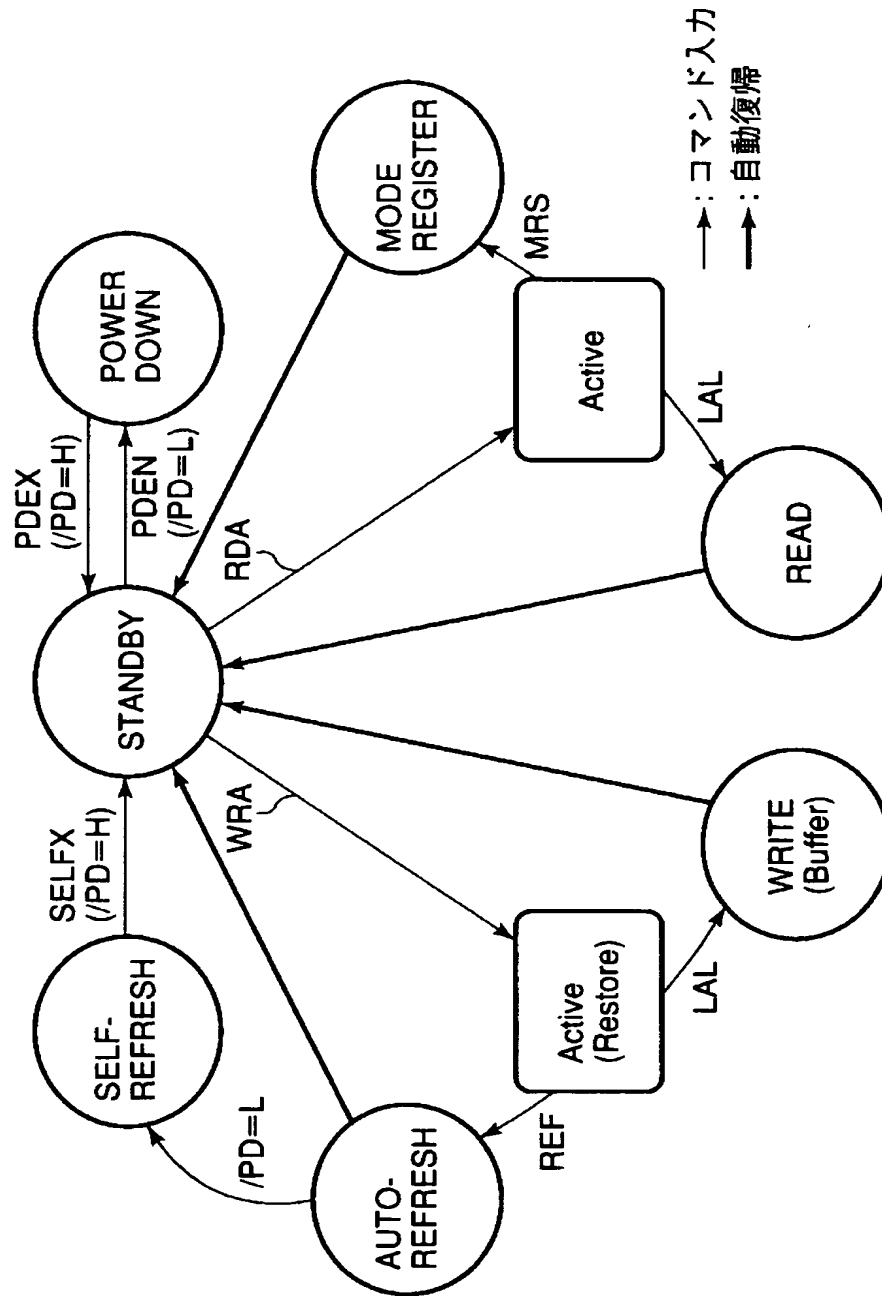 SELF-
REFRESH
SELFX
(/PD=H)
STANDBY
PDEX
(/PD=H)
PDEN
(/PD=L)
POWER
DOWN
/PD=L
AUTO-
REFRESH
WRA
RDA
MODE
REGISTER
REF
Active
(Restore)
LAL
Active
MRS
LAL
WRITE
(Buffer)
READ
→: コマンド入力
→: 自動復帰